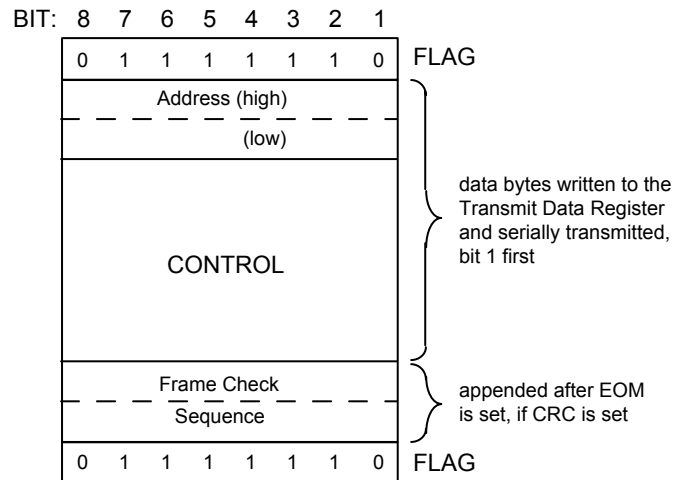 BIT: 8 7 6 5 4 3 2 1
0 1 1 1 1 1 1 0 FLAG
Address (high)
(low)
data bytes written to the
Transmit Data Register
and serially transmitted,
bit 1 first
CONTROL
Frame Check
Sequence
appended after EOM
is set, if CRC is set
0 1 1 1 1 1 1 0 FLAG